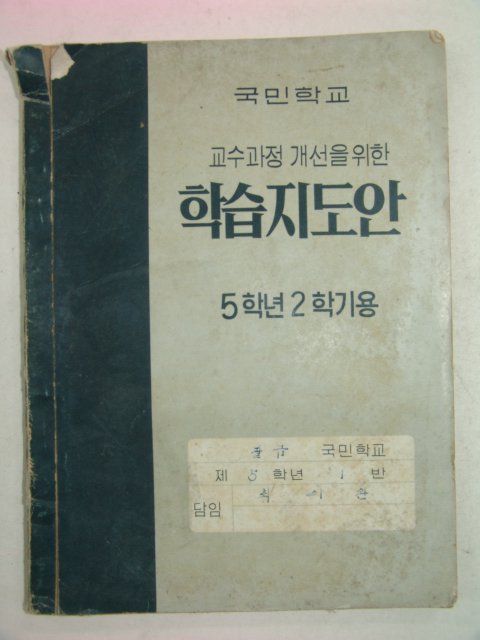 국민학교
교수과정 개선을위한
학습지도안
5학년 2학기용
국민학교
제 5 학년 1 반
담임